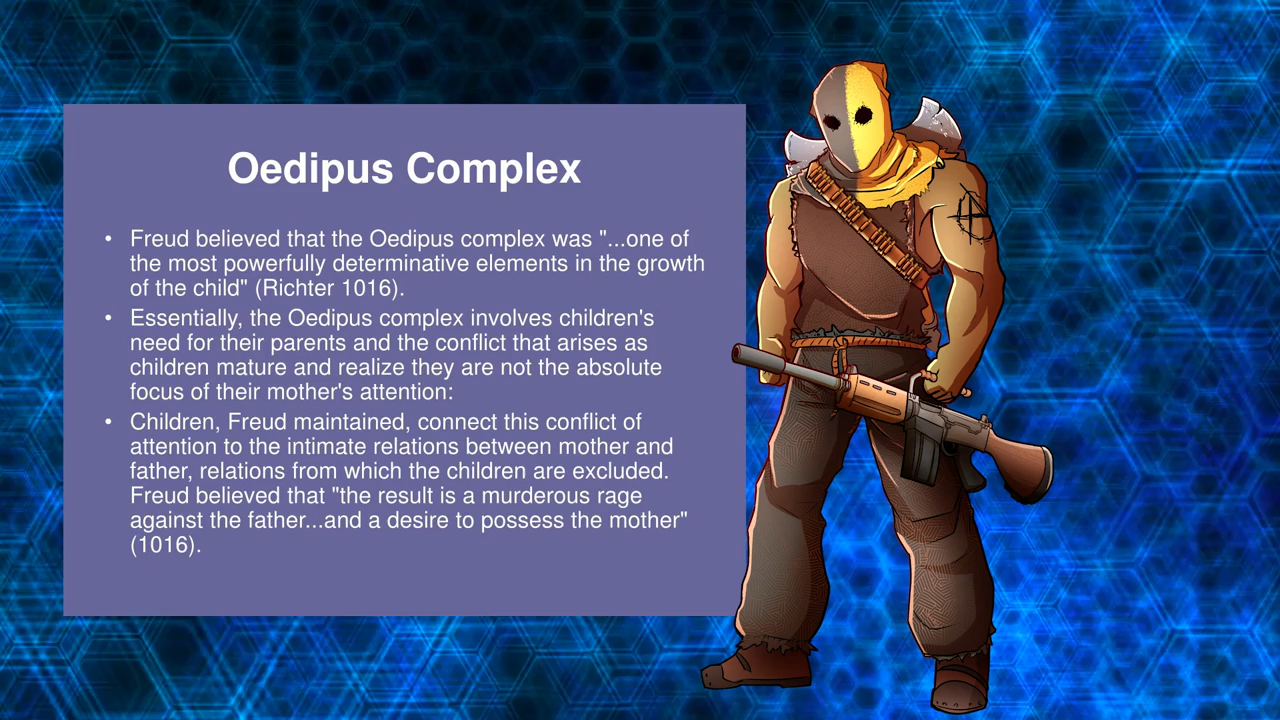 Oedipus Complex
• Freud believed that the Oedipus complex was "...one of
the most powerfully determinative elements in the growth
of the child" (Richter 1016).
• Essentially, the Oedipus complex involves children's
need for their parents and the conflict that arises as
children mature and realize they are not the absolute
focus of their mother's attention:
• Children, Freud maintained, connect this conflict of
attention to the intimate relations between mother and
father, relations from which the children are excluded.
Freud believed that "the result is a murderous rage
against the father...and a desire to possess the mother"
(1016).